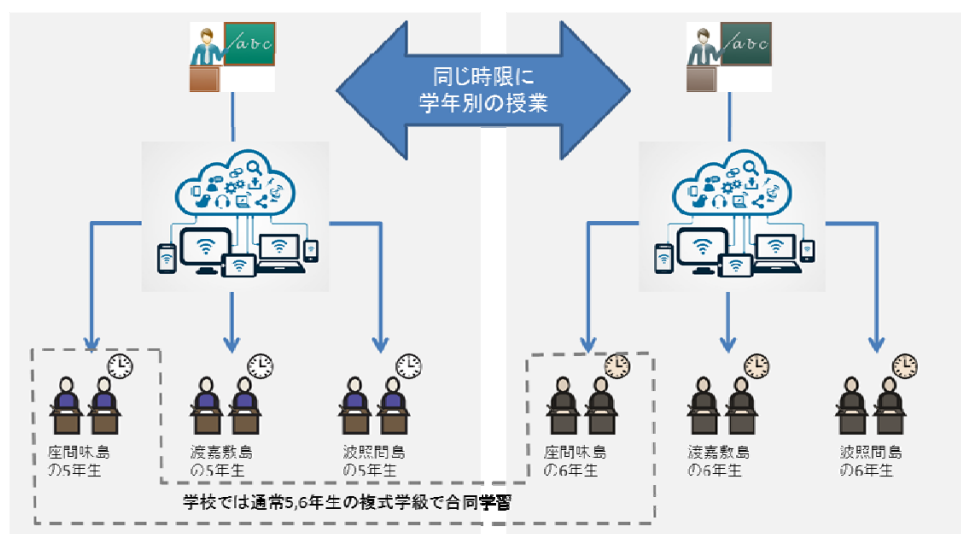 abc
abc
同じ時限に
学年別の授業
座間味島
の5年生
渡嘉敷島
の5年生
波照間島
の5年生
座間味島
の6年生
渡嘉敷島
の6年生
波照間島
の6年生
学校では通常5,6年生の複式学級で合同学習